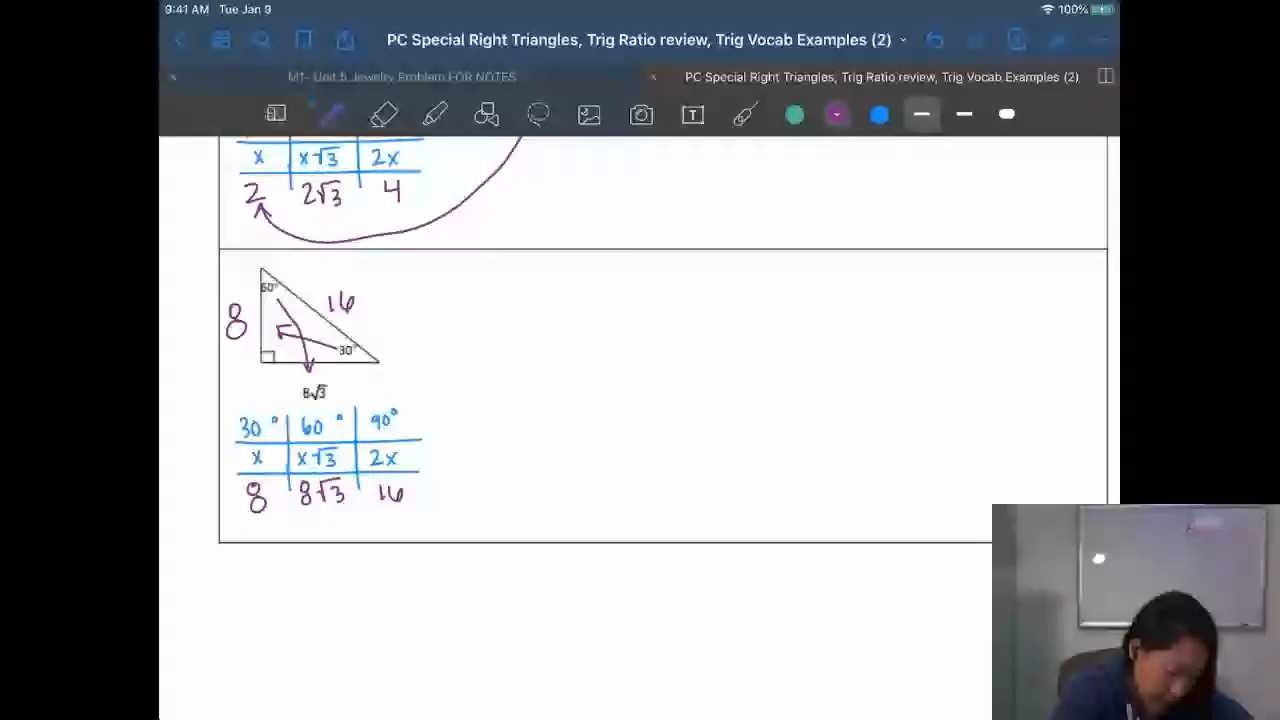 9:41 AM Tue Jan 9 100%
PC Special Right Triangles, Trig Ratio review, Trig Vocab Examples (2)
M1- Unit 5 Jewelry Problem FOR NOTES
PC Special Right Triangles, Trig Ratio review, Trig Vocab Examples (2)
T
x x√3 2x
2 2√3 4
60°
8 16
30°
8√3
30° 60° 90°
x x√3 2x
8 8√3 16